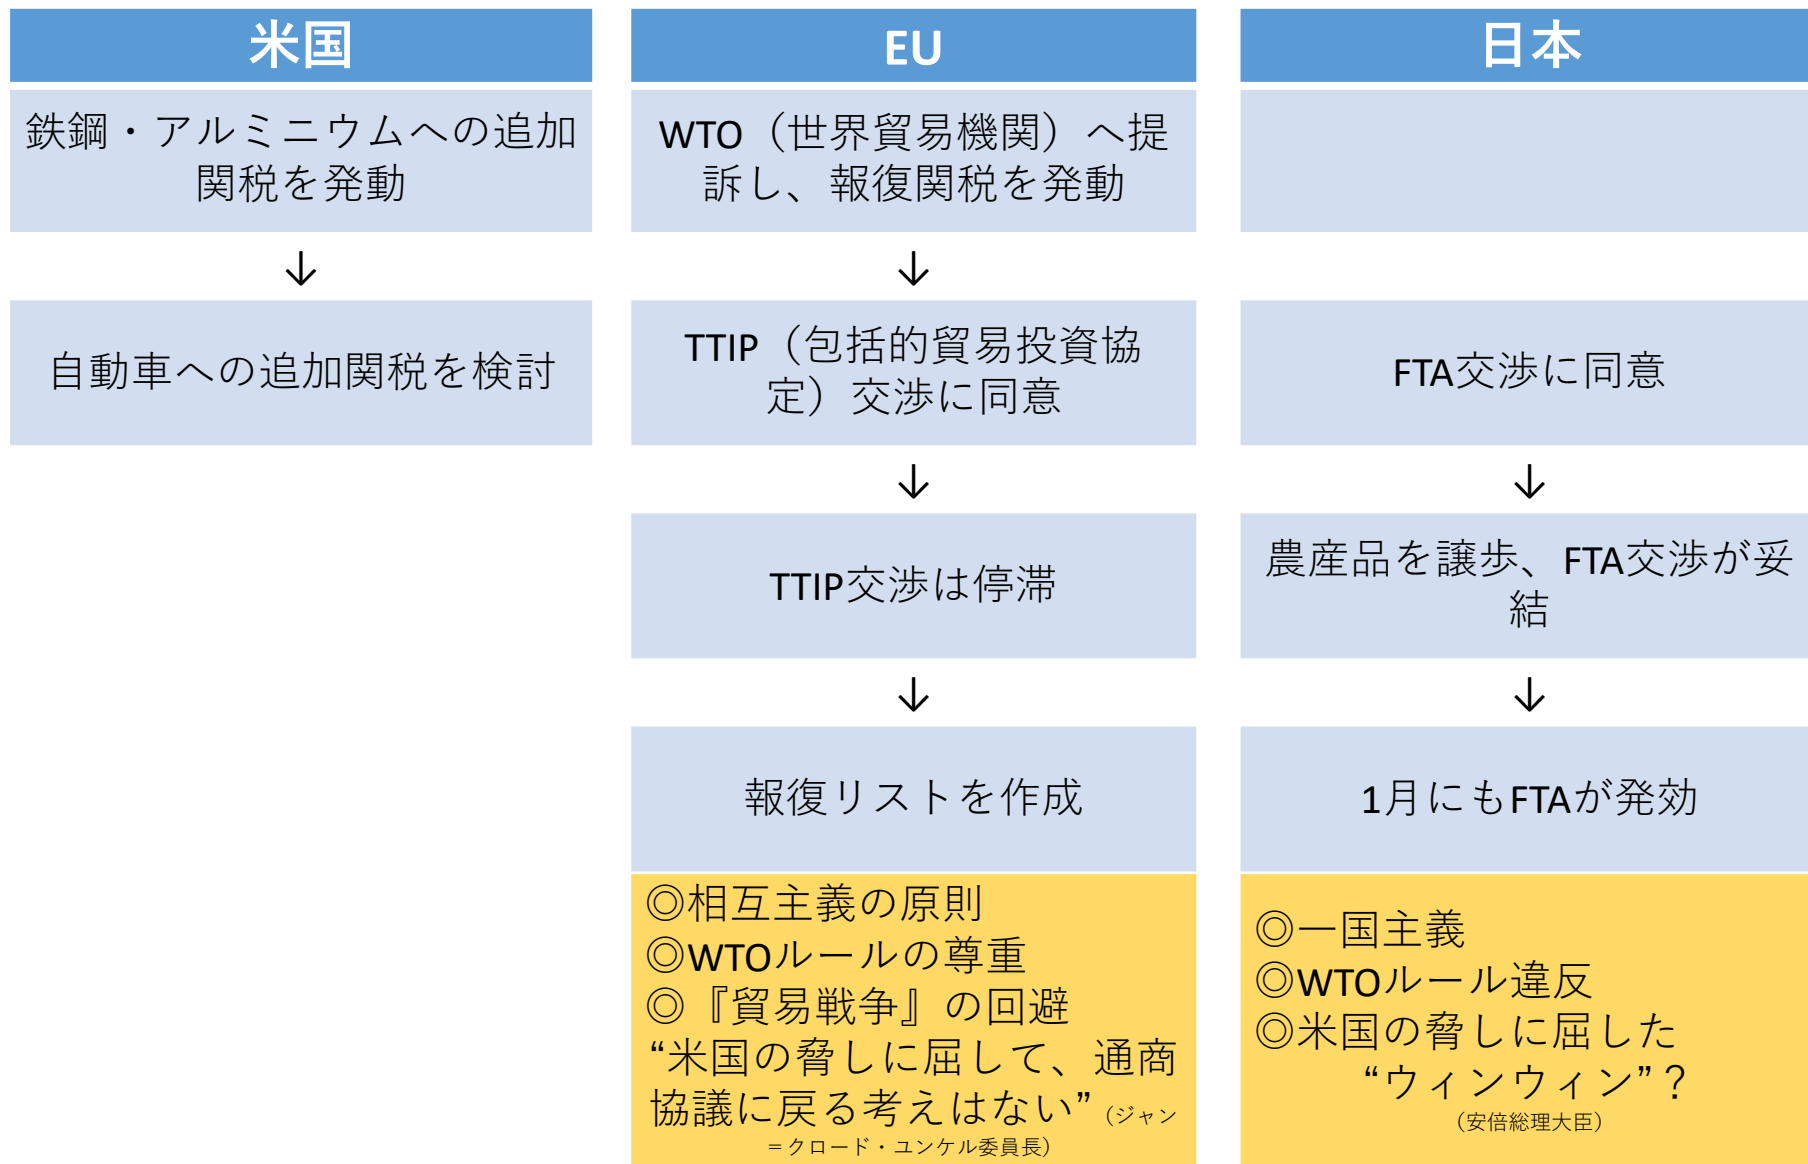 米国
EU
日本
鉄鋼・アルミニウムへの追加
関税を発動
WTO（世界貿易機関）へ提
訴し、報復関税を発動
↓
↓
自動車への追加関税を検討
TTIP（包括的貿易投資協
定）交渉に同意
FTA交渉に同意
↓
↓
TTIP交渉は停滞
農産品を譲歩、FTA交渉が妥
結
↓
↓
報復リストを作成
1月にもFTAが発効
◎相互主義の原則
◎WTOルールの尊重
◎『貿易戦争』の回避
“米国の脅しに屈して、通商
協議に戻る考えはない”（ジャン
＝クロード・ユンケル委員長）
◎一国主義
◎WTOルール違反
◎米国の脅しに屈した
“ウィンウィン”？
（安倍総理大臣）